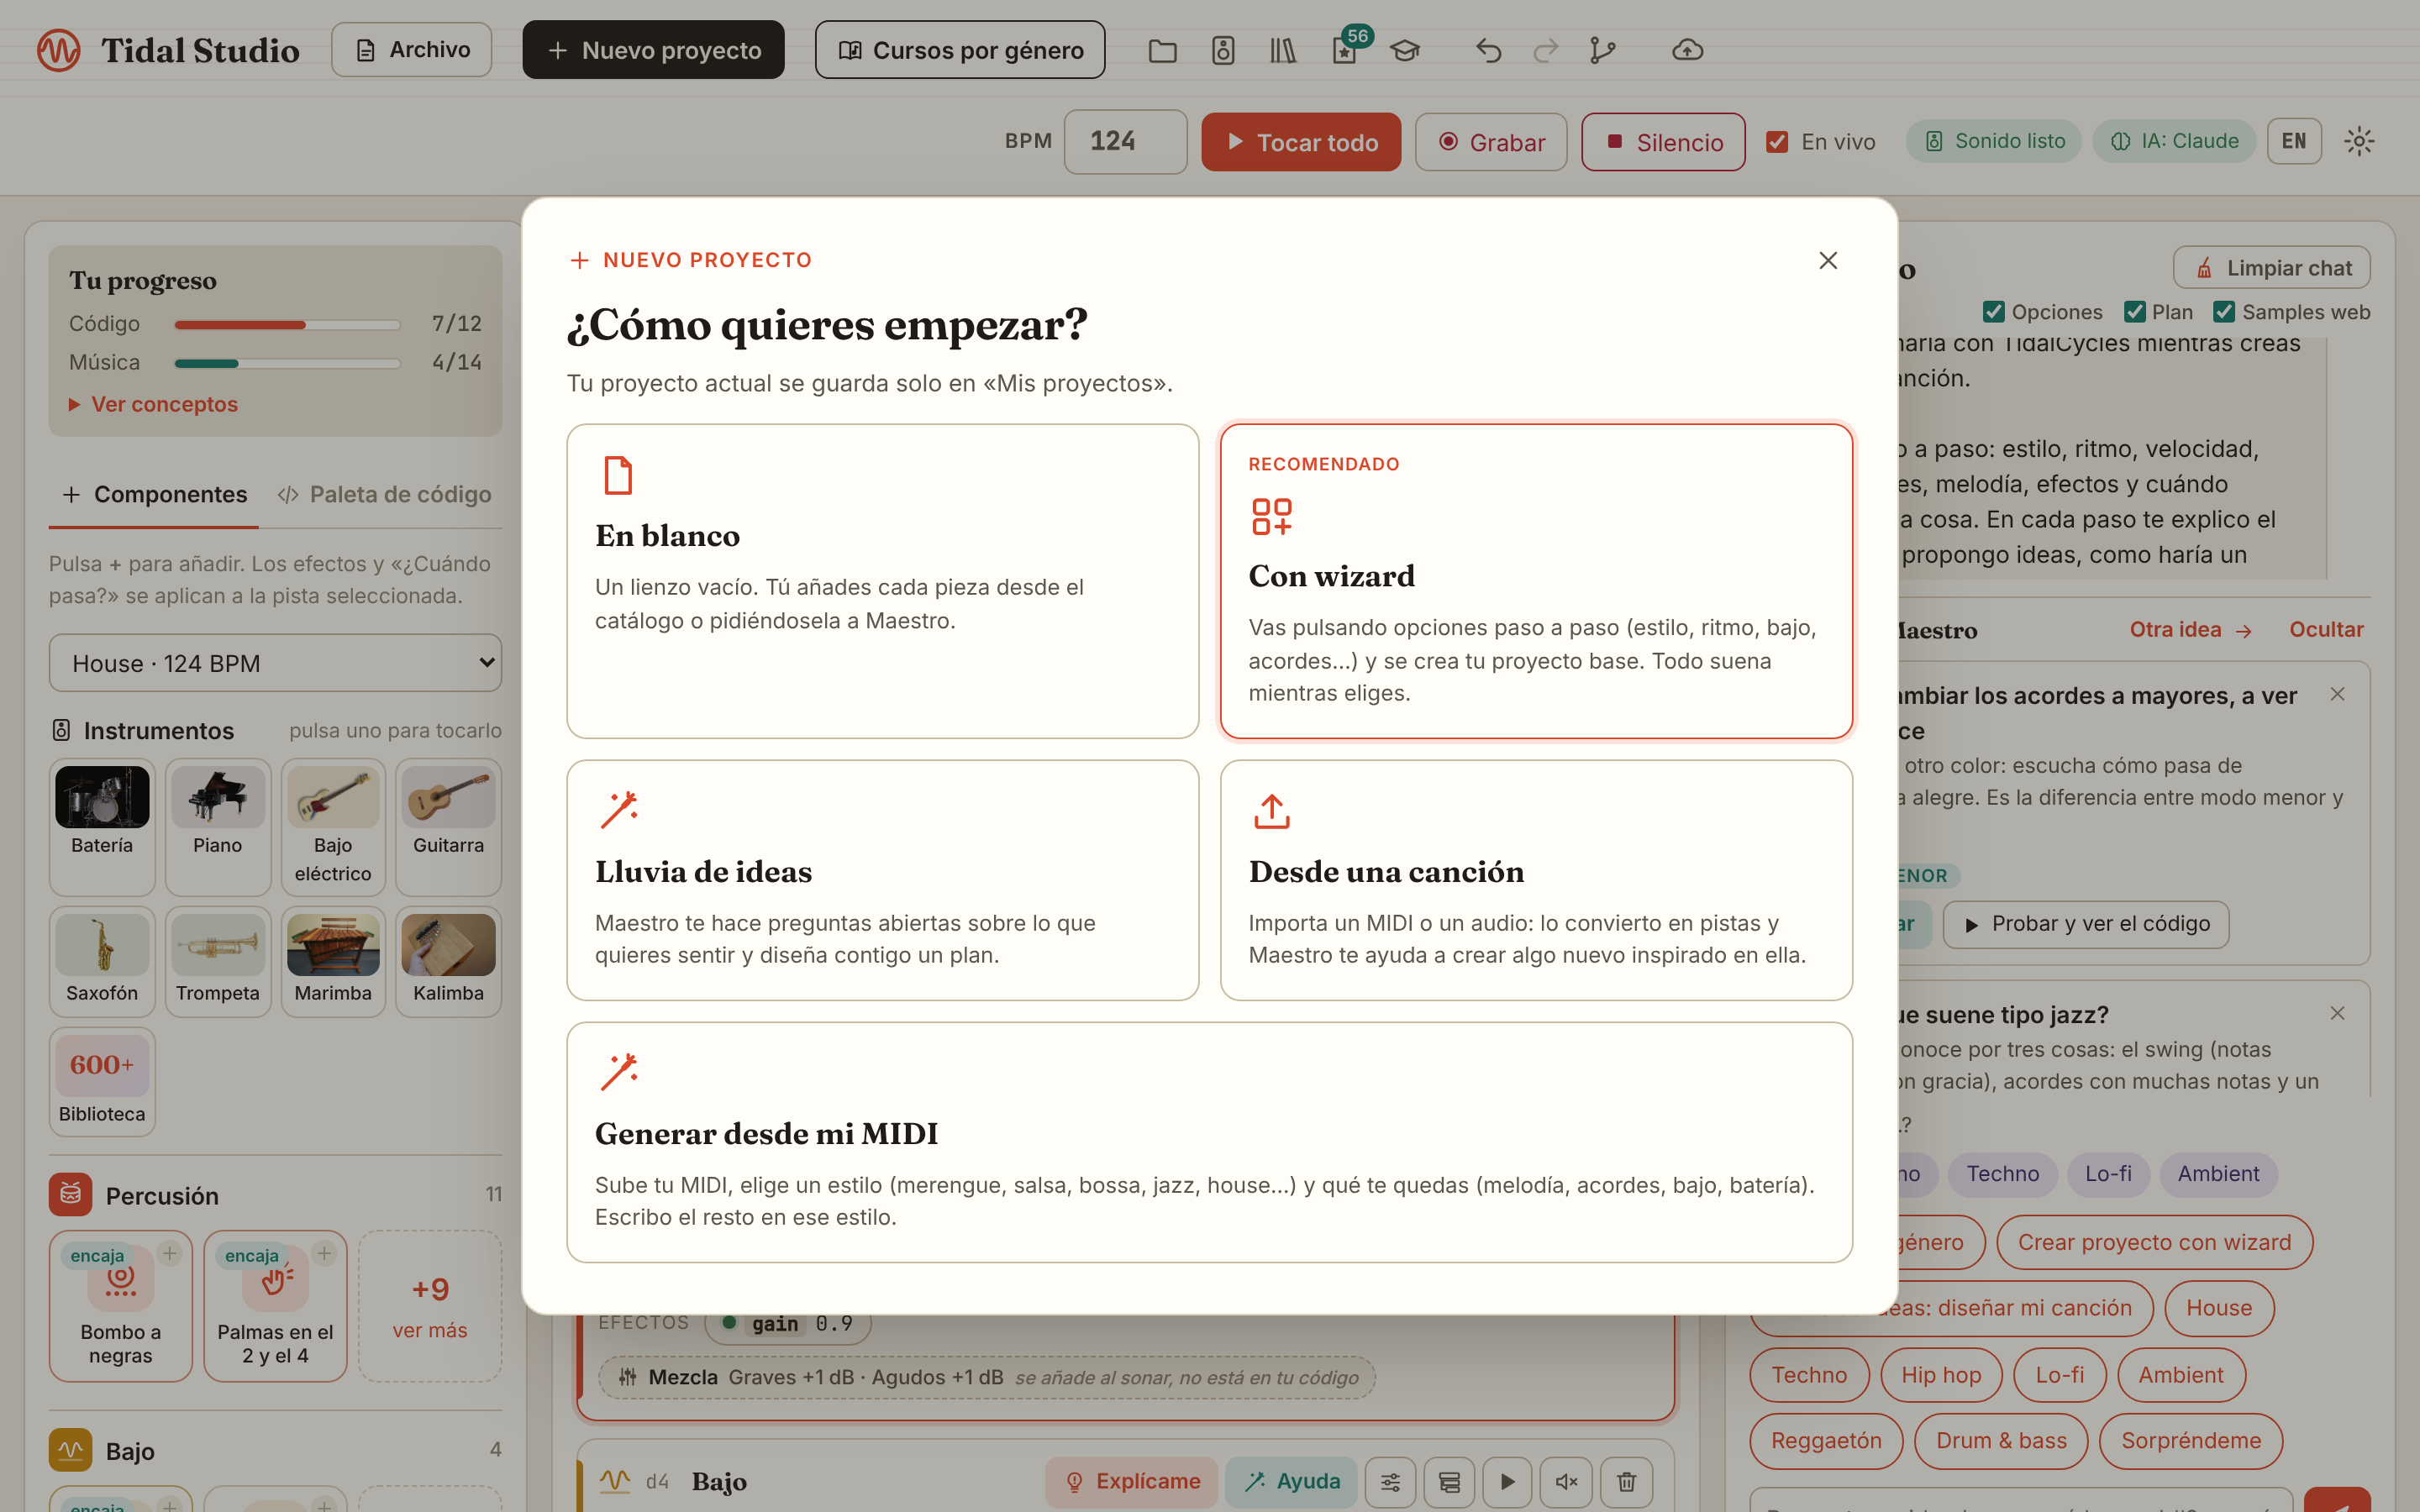 Tidal Studio
Archivo
Nuevo proyecto
Cursos por género
56
BPM
124
Tocar todo
Grabar
Silencio
En vivo
Sonido listo
IA: Claude
EN
Tu progreso
Código
7/12
Música
4/14
Ver conceptos
Componentes
Paleta de código
Pulsa + para añadir. Los efectos y «¿Cuándo
pasa?» se aplican a la pista seleccionada.
House · 124 BPM
Instrumentos
pulsa uno para tocarlo
Batería
Piano
Bajo
eléctrico
Guitarra
Saxofón
Trompeta
Marimba
Kalimba
600+
Biblioteca
Percusión
11
encaja
Bombo a
negras
encaja
Palmas en el
2 y el 4
+9
ver más
Bajo
4
encaja
NUEVO PROYECTO
¿Cómo quieres empezar?
Tu proyecto actual se guarda solo en «Mis proyectos».
En blanco
Un lienzo vacío. Tú añades cada pieza desde el
catálogo o pidiéndosela a Maestro.
RECOMENDADO
Con wizard
Vas pulsando opciones paso a paso (estilo, ritmo, bajo,
acordes...) y se crea tu proyecto base. Todo suena
mientras eliges.
Lluvia de ideas
Maestro te hace preguntas abiertas sobre lo que
quieres sentir y diseña contigo un plan.
Desde una canción
Importa un MIDI o un audio: lo convierto en pistas y
Maestro te ayuda a crear algo nuevo inspirado en ella.
Generar desde mi MIDI
Sube tu MIDI, elige un estilo (merengue, salsa, bossa, jazz, house...) y qué te quedas (melodía, acordes, bajo, batería).
Escribo el resto en ese estilo.
EFECTOS
gain 0.9
Mezcla Graves +1 dB · Agudos +1 dB se añade al sonar, no está en tu código
d4 Bajo
Explícame
Ayuda
Limpiar chat
Opciones
Plan
Samples web
con TidalCycles mientras creas
a paso: estilo, ritmo, velocidad,
melodía, efectos y cuándo
a cosa. En cada paso te explico el
propongo ideas, como haría un
Maestro
Otra idea →
Ocultar
los acordes a mayores, a ver
otro color: escucha cómo pasa de
a alegre. Es la diferencia entre modo menor y
Probar y ver el código
suene tipo jazz?
por tres cosas: el swing (notas
gracia), acordes con muchas notas y un
Techno
Lo-fi
Ambient
género
Crear proyecto con wizard
diseñar mi canción
House
Techno
Hip hop
Lo-fi
Ambient
Reggaetón
Drum & bass
Sorpréndeme